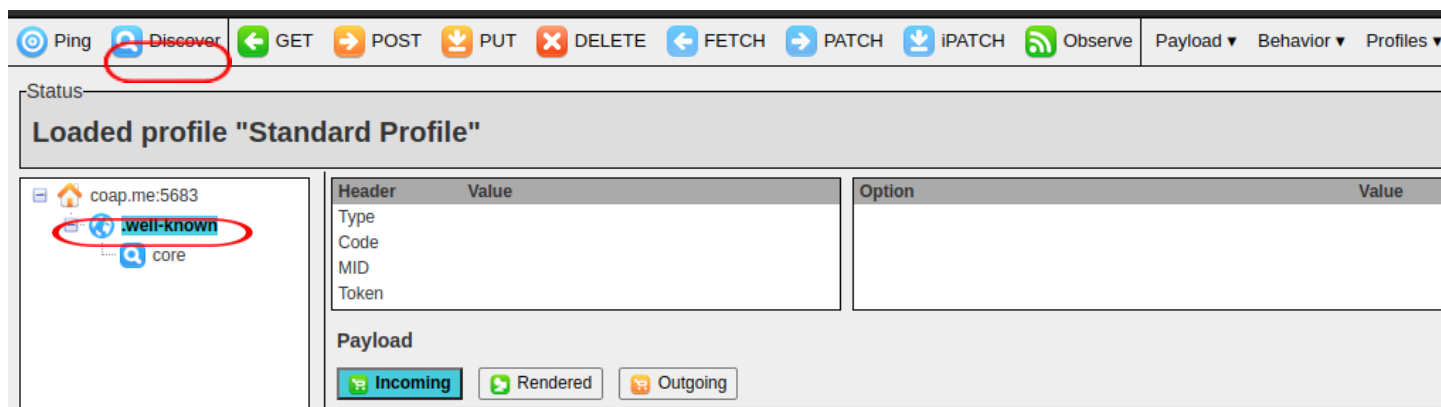 Ping Discover GET POST PUT DELETE FETCH PATCH iPATCH Observe Payload ▾ Behavior ▾ Profiles ▾
Status
Loaded profile "Standard Profile"
coap.me:5683
.well-known
core
Header Value
Type
Code
MID
Token
Option Value
Payload
Incoming Rendered Outgoing